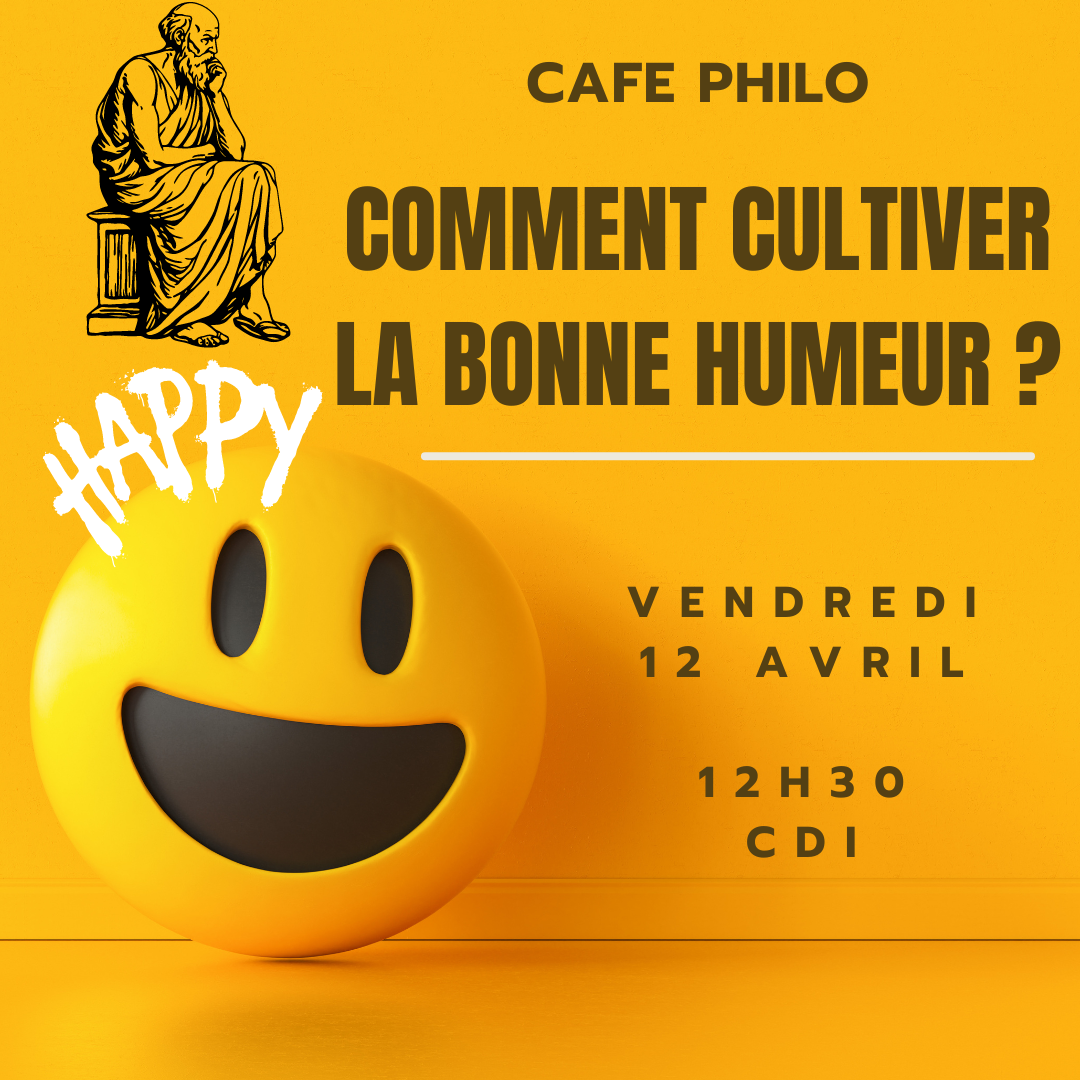 CAFE PHILO
COMMENT CULTIVER
LA BONNE HUMEUR ?
HAPPY
VENDREDI
12 AVRIL
12H30
CDI